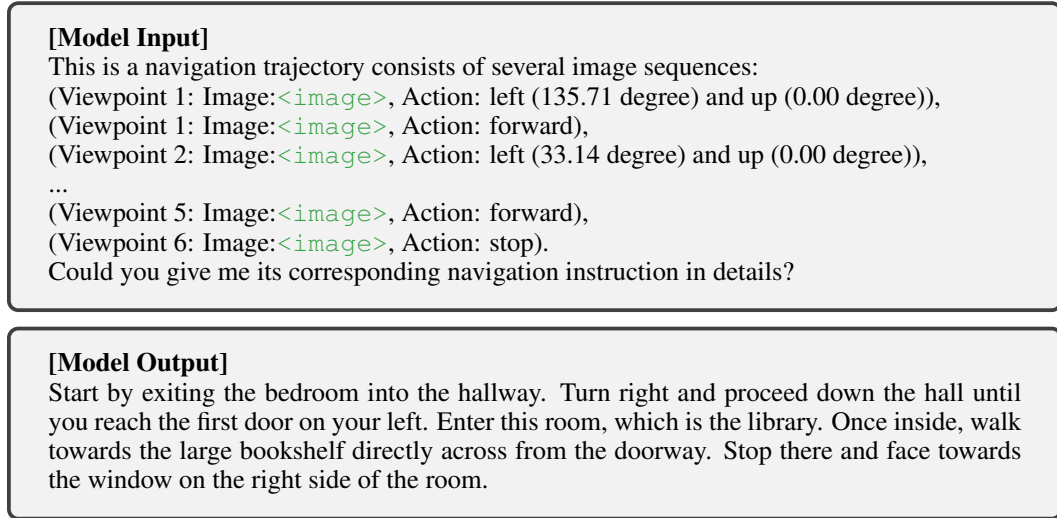 [Model Input]
This is a navigation trajectory consists of several image sequences:
(Viewpoint 1: Image:<image>, Action: left (135.71 degree) and up (0.00 degree)),
(Viewpoint 1: Image:<image>, Action: forward),
(Viewpoint 2: Image:<image>, Action: left (33.14 degree) and up (0.00 degree)),
...
(Viewpoint 5: Image:<image>, Action: forward),
(Viewpoint 6: Image:<image>, Action: stop).
Could you give me its corresponding navigation instruction in details?
[Model Output]
Start by exiting the bedroom into the hallway. Turn right and proceed down the hall until
you reach the first door on your left. Enter this room, which is the library. Once inside, walk
towards the large bookshelf directly across from the doorway. Stop there and face towards
the window on the right side of the room.